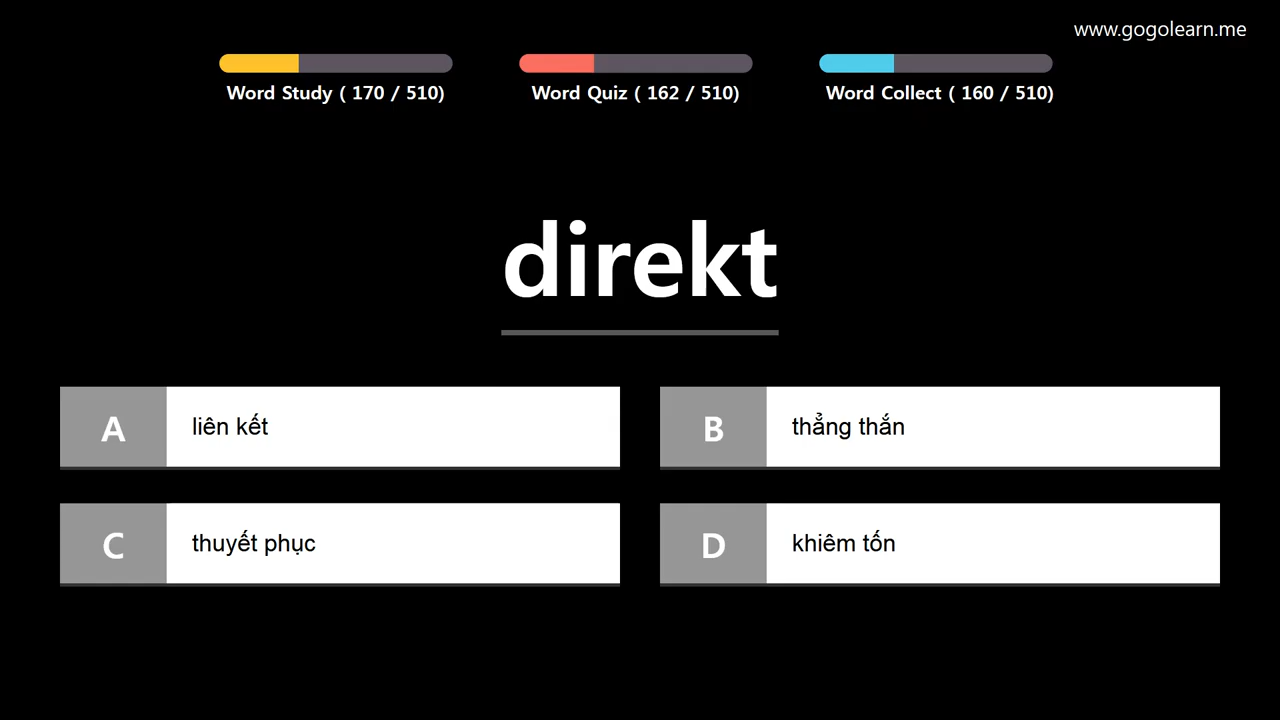 www.gogolearn.me
Word Study ( 170 / 510)
Word Quiz ( 162 / 510)
Word Collect ( 160 / 510)
direkt
A
liên kết
B
thẳng thắn
C
thuyết phục
D
khiêm tốn